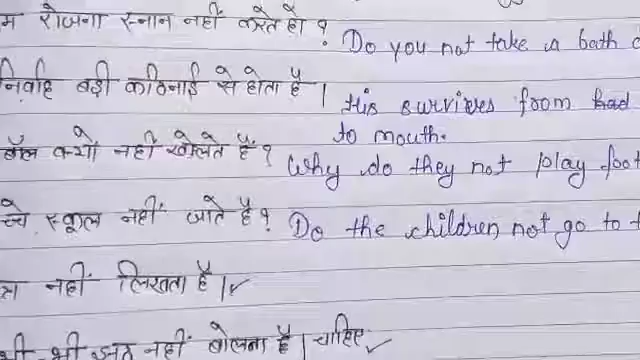 म रोजना स्नान नहीं करते हो ? Do you not take a bath
निर्वाह बड़ी कठिनाई से होता है | His survives from hand
to mouth.
बॉल क्यों नहीं खेलते हैं ? Why do they not play foot
च्चे स्कूल नहीं जाते है ? Do the children not go to
नहीं लिखता है |✓
भी झूठ नहीं बोलना है | चाहिए ✓